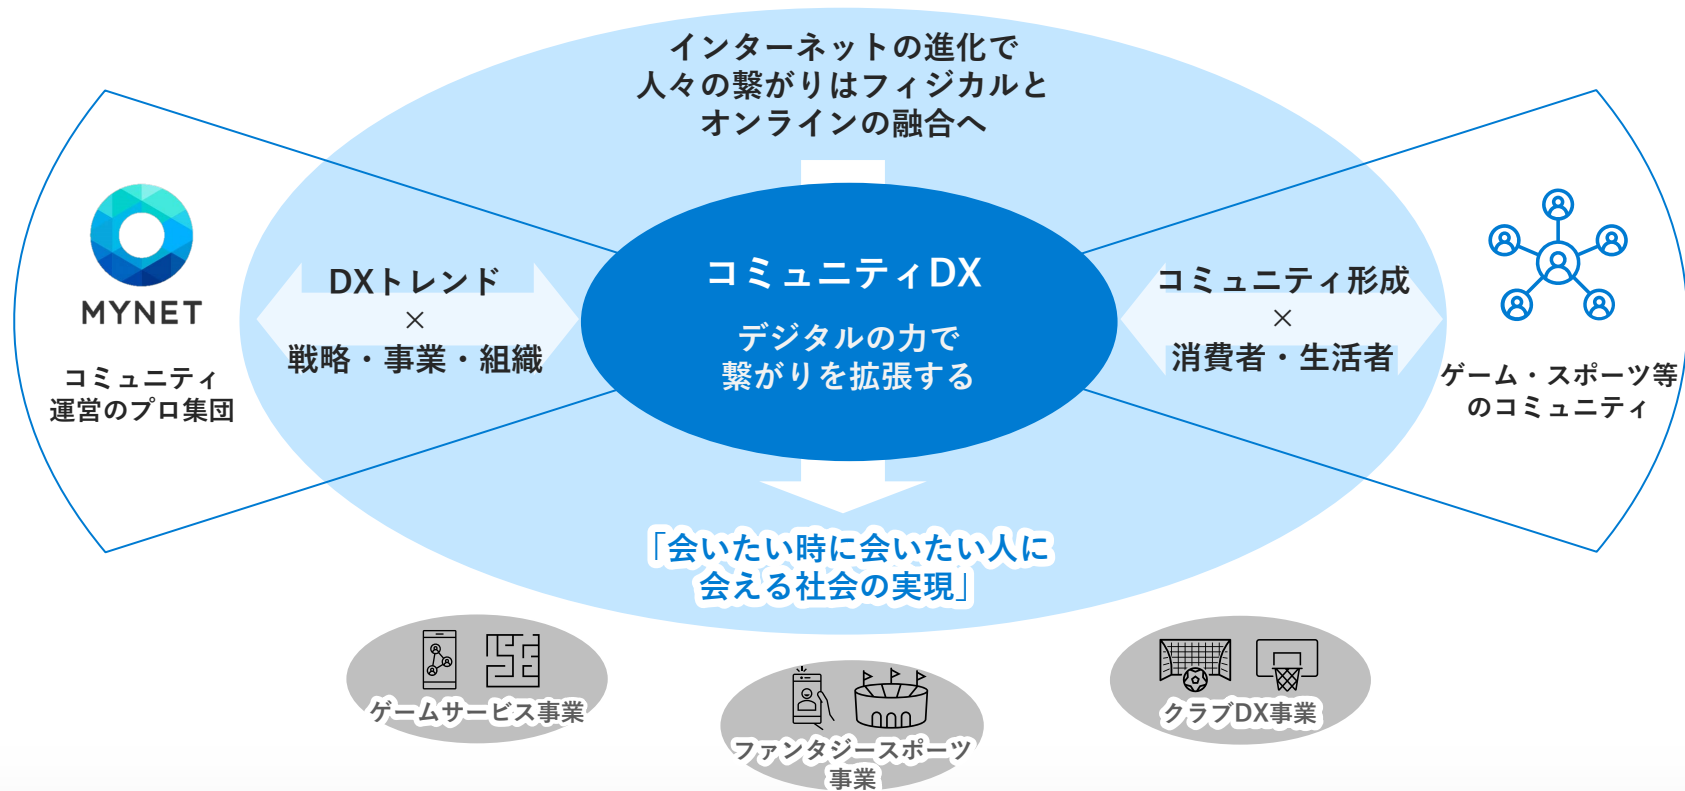 インターネットの進化で
人々の繋がりはフィジカルと
オンラインの融合へ
MYNET
コミュニティ
運営のプロ集団
DXトレンド
×
戦略・事業・組織
コミュニティDX
デジタルの力で
繋がりを拡張する
コミュニティ形成
×
消費者・生活者
ゲーム・スポーツ等
のコミュニティ
「会いたい時に会いたい人に
会える社会の実現」
ゲームサービス事業
ファンタジースポーツ
事業
クラブDX事業